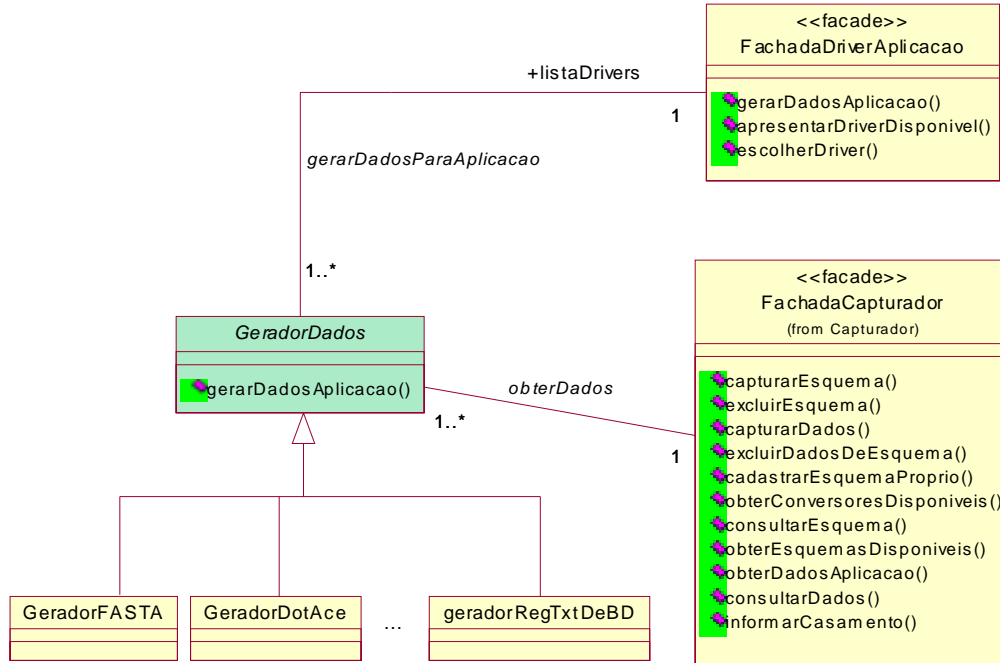 <<facade>>
FachadaDriverAplicacao
gerarDadosAplicacao()
apresentarDriverDisponivel()
escolherDriver()
+listaDrivers
1
gerarDadosParaAplicacao
1..*
GeradorDados
gerarDadosAplicacao()
obterDados
1..*
1
<<facade>>
FachadaCapturador
(from Capturador)
capturarEsquema()
excluirEsquema()
capturarDados()
excluirDadosDeEsquema()
cadastrarEsquemaProprio()
obterConversoresDisponiveis()
consultarEsquema()
obterEsquemasDisponiveis()
obterDadosAplicacao()
consultarDados()
informarCasamento()
GeradorFASTA
GeradorDotAce
...
geradorRegTxtDeBD